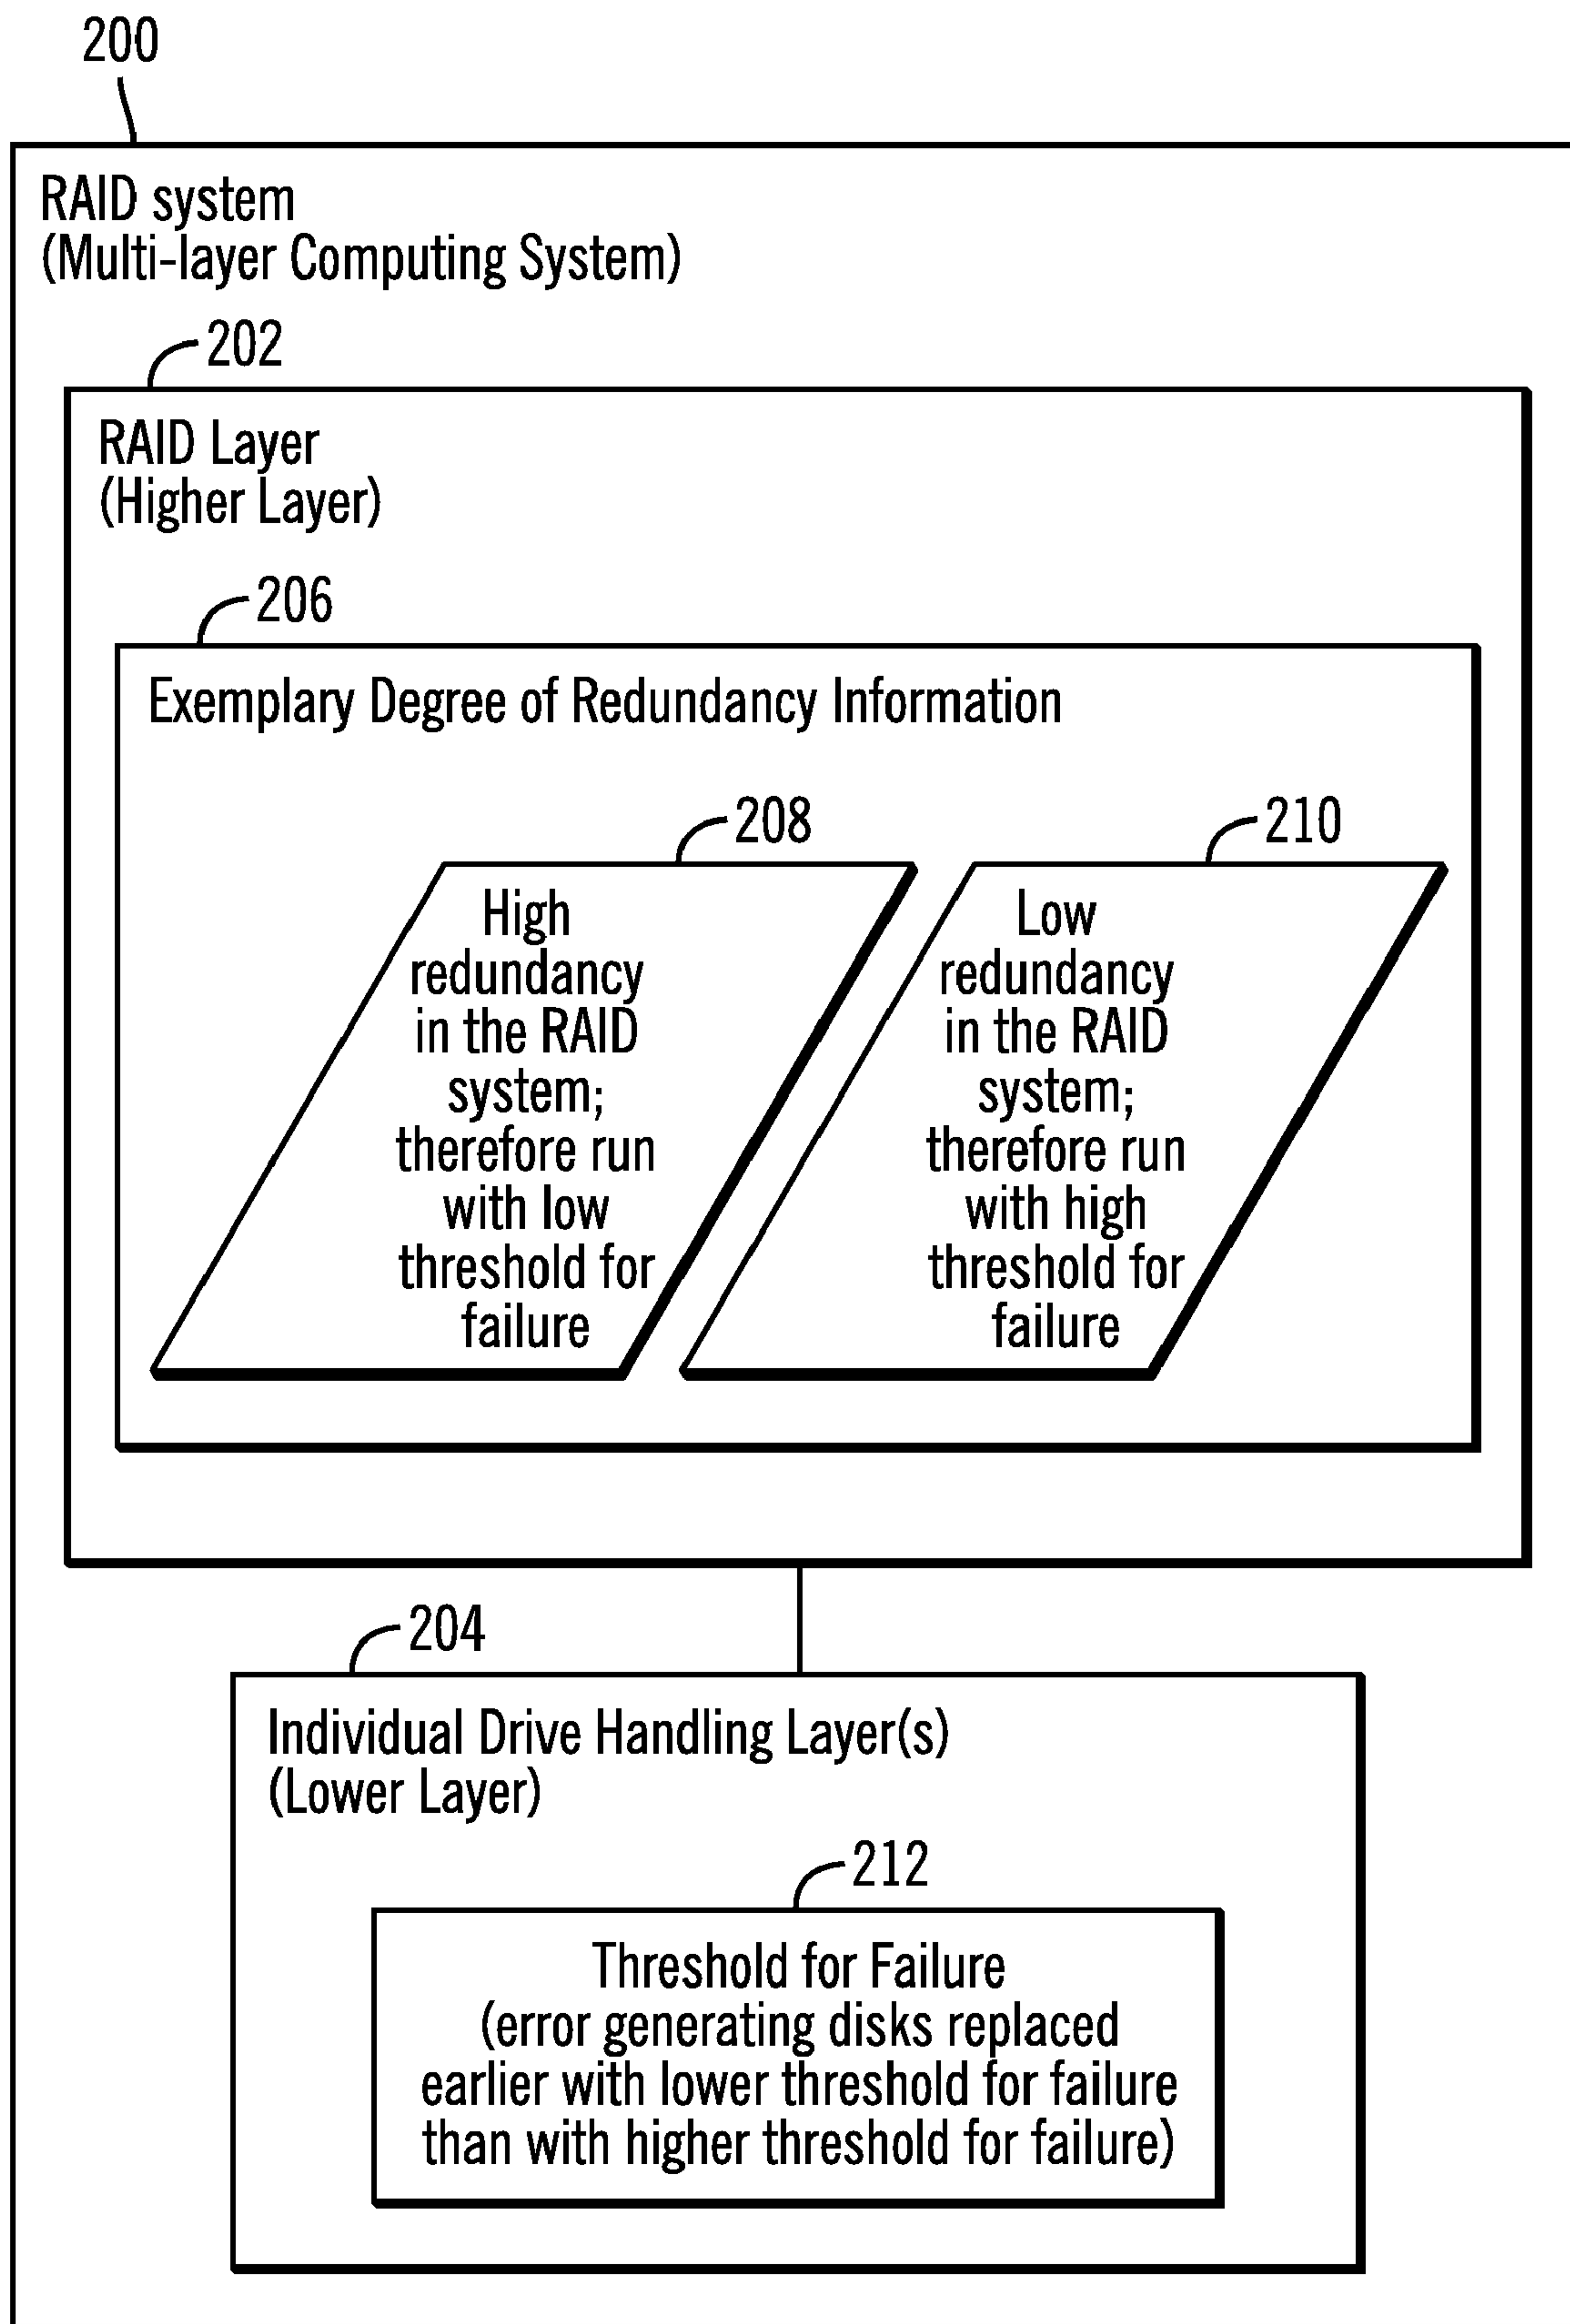 200
RAID system
(Multi-layer Computing System)
202
RAID Layer
(Higher Layer)
206
Exemplary Degree of Redundancy Information
208
High
redundancy
in the RAID
system;
therefore run
with low
threshold for
failure
210
Low
redundancy
in the RAID
system;
therefore run
with high
threshold for
failure
204
Individual Drive Handling Layer(s)
(Lower Layer)
212
Threshold for Failure
(error generating disks replaced
earlier with lower threshold for failure
than with higher threshold for failure)